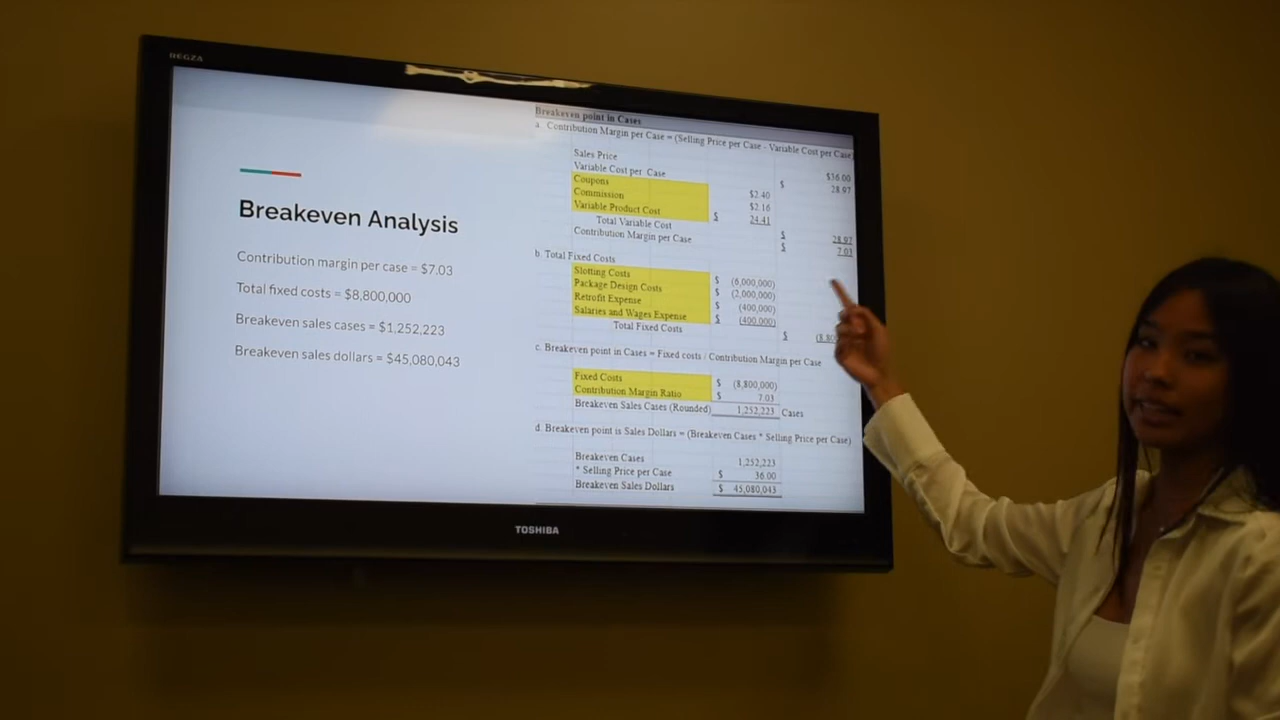 REGZA
Breakeven Analysis
Contribution margin per case = $7.03
Total fixed costs = $8,800,000
Breakeven sales cases = $1,252,223
Breakeven sales dollars = $45,080,043
Breakeven point in Cases
a. Contribution Margin per Case = (Selling Price per Case - Variable Cost per Case)
Sales Price $36.00
Variable Cost per Case $ 28.97
Coupons $2.40
Commission $2.16
Variable Product Cost $ 24.41
Total Variable Cost $ 28.97
Contribution Margin per Case $ 7.03
b. Total Fixed Costs
Slotting Costs $ (6,000,000)
Package Design Costs $ (2,000,000)
Retrofit Expense $ (400,000)
Salaries and Wages Expense $ (400,000)
Total Fixed Costs $ (8,80
c. Breakeven point in Cases = Fixed costs / Contribution Margin per Case
Fixed Costs $ (8,800,000)
Contribution Margin Ratio $ 7.03
Breakeven Sales Cases (Rounded) 1,252,223 Cases
d. Breakeven point is Sales Dollars = (Breakeven Cases * Selling Price per Case)
Breakeven Cases 1,252,223
* Selling Price per Case $ 36.00
Breakeven Sales Dollars $ 45,080,043
TOSHIBA